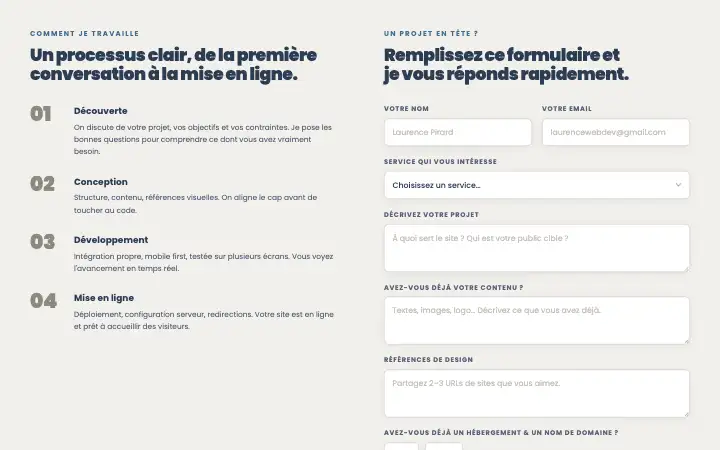 COMMENT JE TRAVAILLE
Un processus clair, de la première
conversation à la mise en ligne.
01
Découverte
On discute de votre projet, vos objectifs et vos contraintes. Je pose les
bonnes questions pour comprendre ce dont vous avez vraiment
besoin.
02
Conception
Structure, contenu, références visuelles. On aligne le cap avant de
toucher au code.
03
Développement
Intégration propre, mobile first, testée sur plusieurs écrans. Vous voyez
l'avancement en temps réel.
04
Mise en ligne
Déploiement, configuration serveur, redirections. Votre site est en ligne
et prêt à accueillir des visiteurs.
UN PROJET EN TÊTE ?
Remplissez ce formulaire et
je vous réponds rapidement.
VOTRE NOM
Laurence Pirard
VOTRE EMAIL
laurencewebdev@gmail.com
SERVICE QUI VOUS INTÉRESSE
Choisissez un service...
DÉCRIVEZ VOTRE PROJET
À quoi sert le site ? Qui est votre public cible ?
AVEZ-VOUS DÉJÀ VOTRE CONTENU ?
Textes, images, logo... Décrivez ce que vous avez déjà.
RÉFÉRENCES DE DESIGN
Partagez 2–3 URLs de sites que vous aimez.
AVEZ-VOUS DÉJÀ UN HÉBERGEMENT & UN NOM DE DOMAINE ?